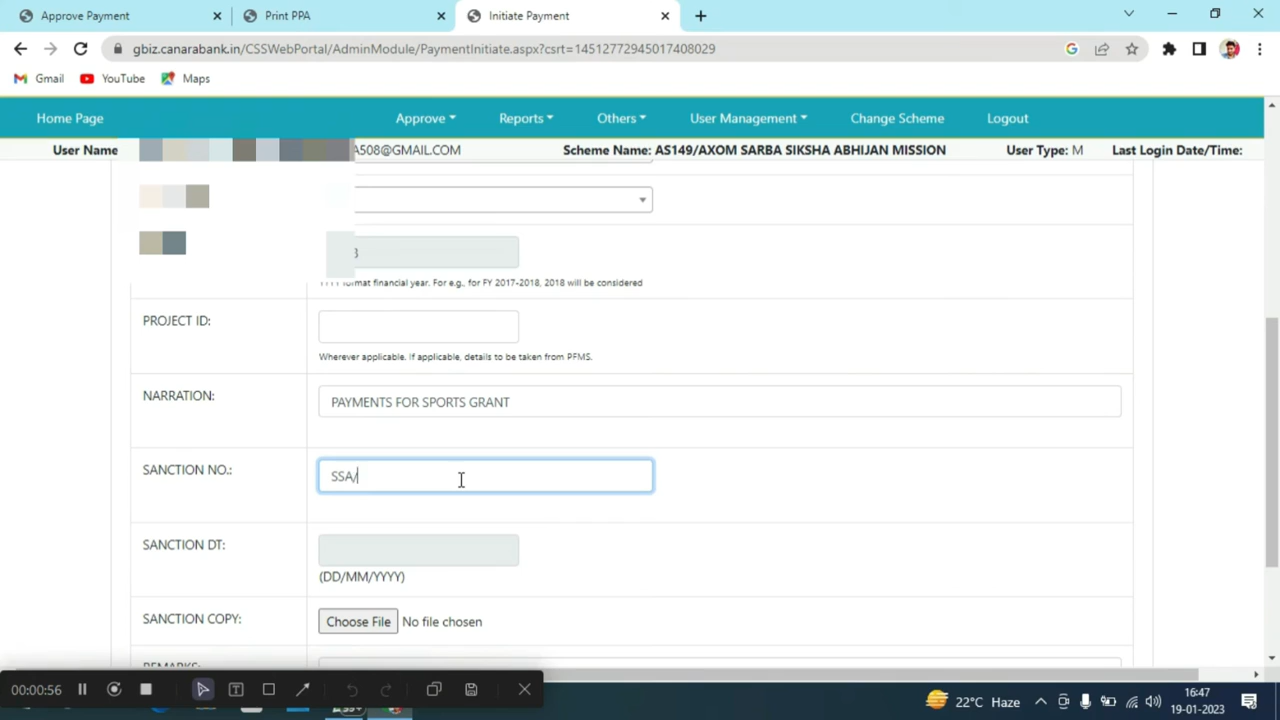 Approve Payment
Print PPA
Initiate Payment
gbiz.canarabank.in/CSSWebPortal/AdminModule/PaymentInitiate.aspx?csrt=14512772945017408029
Gmail
YouTube
Maps
Home Page
Approve
Reports
Others
User Management
Change Scheme
Logout
User Name
A508@GMAIL.COM
Scheme Name: AS149/AXOM SARBA SIKSHA ABHIJAN MISSION
User Type: M
Last Login Date/Time:
3
format financial year. For e.g., for FY 2017-2018, 2018 will be considered
PROJECT ID:
Wherever applicable. If applicable, details to be taken from PFMS.
NARRATION:
PAYMENTS FOR SPORTS GRANT
SANCTION NO.:
SSA/
SANCTION DT:
(DD/MM/YYYY)
SANCTION COPY:
Choose File No file chosen
REMARKS:
00:00:56
22°C Haze
16:47
19-01-2023